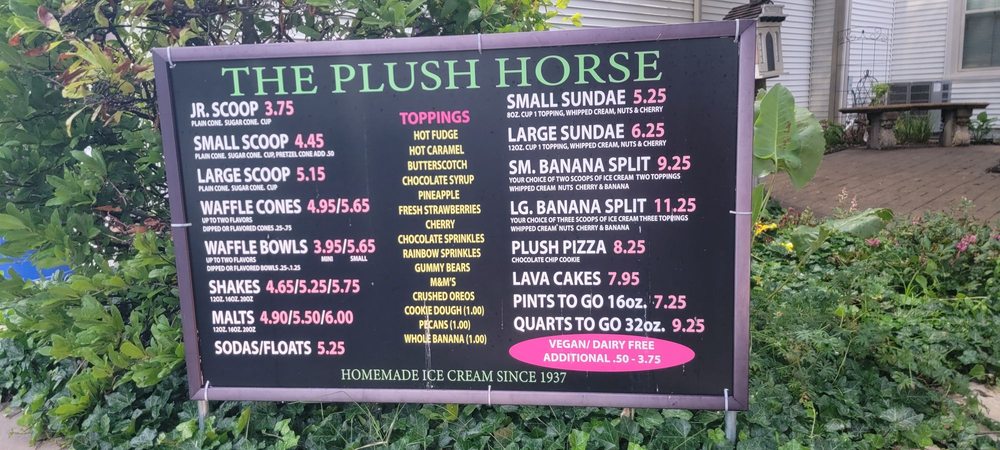 THE PLUSH HORSE
JR. SCOOP 3.75
PLAIN CONE. SUGAR CONE. CUP
SMALL SCOOP 4.45
PLAIN CONE. SUGAR CONE. CUP, PRETZEL CONE ADD .50
LARGE SCOOP 5.15
PLAIN CONE. SUGAR CONE. CUP
WAFFLE CONES 4.95/5.65
UP TO TWO FLAVORS
DIPPED OR FLAVORED CONES .25-.75
WAFFLE BOWLS 3.95/5.65
UP TO TWO FLAVORS MINI SMALL
DIPPED OR FLAVORED BOWLS .25-1.25
SHAKES 4.65/5.25/5.75
12OZ. 16OZ. 20OZ
MALTS 4.90/5.50/6.00
12OZ. 16OZ. 20OZ
SODAS/FLOATS 5.25
TOPPINGS
HOT FUDGE
HOT CARAMEL
BUTTERSCOTCH
CHOCOLATE SYRUP
PINEAPPLE
FRESH STRAWBERRIES
CHERRY
CHOCOLATE SPRINKLES
RAINBOW SPRINKLES
GUMMY BEARS
M&M'S
CRUSHED OREOS
COOKIE DOUGH (1.00)
PECANS (1.00)
WHOLE BANANA (1.00)
SMALL SUNDAE 5.25
8OZ. CUP 1 TOPPING, WHIPPED CREAM, NUTS & CHERRY
LARGE SUNDAE 6.25
12OZ. CUP 1 TOPPING, WHIPPED CREAM, NUTS & CHERRY
SM. BANANA SPLIT 9.25
YOUR CHOICE OF TWO SCOOPS OF ICE CREAM TWO TOPPINGS
WHIPPED CREAM NUTS CHERRY & BANANA
LG. BANANA SPLIT 11.25
YOUR CHOICE OF THREE SCOOPS OF ICE CREAM THREE TOPPINGS
WHIPPED CREAM NUTS CHERRY & BANANA
PLUSH PIZZA 8.25
CHOCOLATE CHIP COOKIE
LAVA CAKES 7.95
PINTS TO GO 16oz. 7.25
QUARTS TO GO 32oz. 9.25
VEGAN/ DAIRY FREE
ADDITIONAL .50 - 3.75
HOMEMADE ICE CREAM SINCE 1937